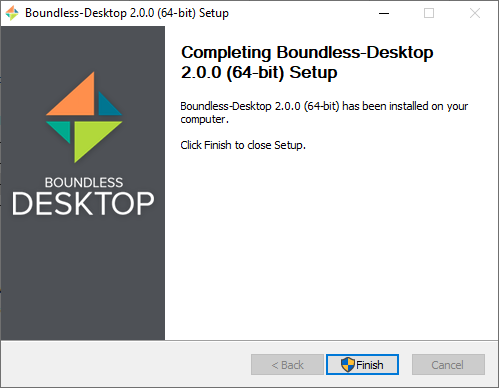 Boundless-Desktop 2.0.0 (64-bit) Setup
Completing Boundless-Desktop
2.0.0 (64-bit) Setup
Boundless-Desktop 2.0.0 (64-bit) has been installed on your
computer.
Click Finish to close Setup.
BOUNDLESS
DESKTOP
< Back
Finish
Cancel